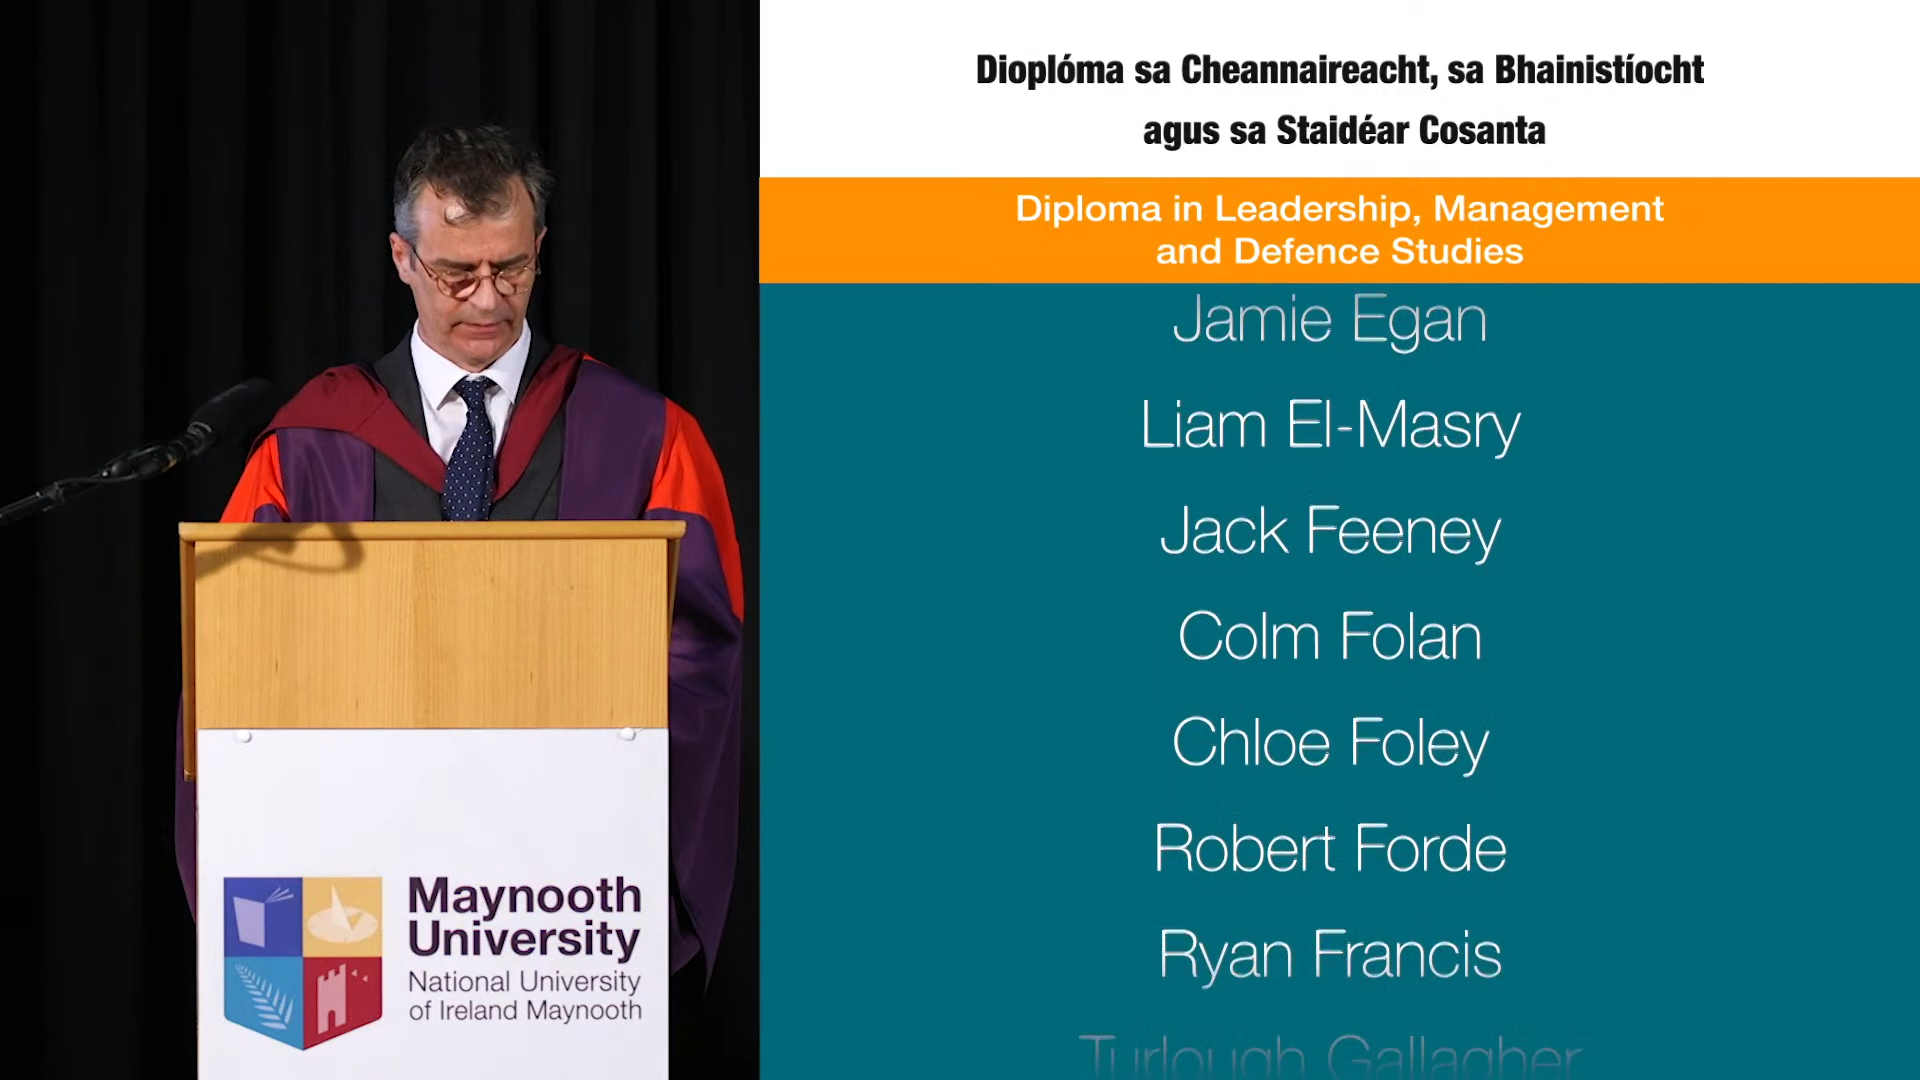 Dioplóma sa Cheannaireacht, sa Bhainistíocht
agus sa Staidéar Cosanta
Diploma in Leadership, Management
and Defence Studies
Jamie Egan
Liam El-Masry
Jack Feeney
Colm Folan
Chloe Foley
Robert Forde
Ryan Francis
Turlough Gallagher
Maynooth
University
National University
of Ireland Maynooth